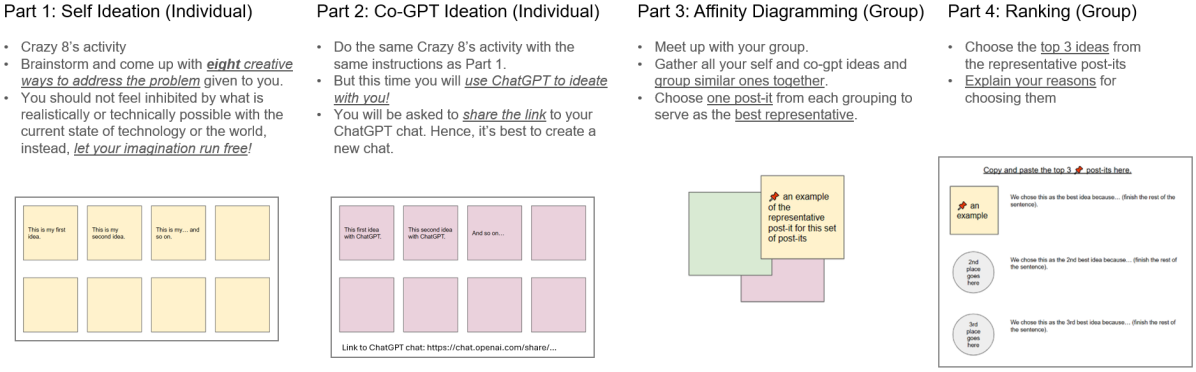 Part 1: Self Ideation (Individual)
• Crazy 8's activity
• Brainstorm and come up with eight creative
ways to address the problem given to you.
• You should not feel inhibited by what is
realistically or technically possible with the
current state of technology or the world,
instead, let your imagination run free!
This is my first
idea.
This is my
second idea.
This is my... and
so on.
Part 2: Co-GPT Ideation (Individual)
• Do the same Crazy 8's activity with the
same instructions as Part 1.
• But this time you will use ChatGPT to ideate
with you!
• You will be asked to share the link to your
ChatGPT chat. Hence, it's best to create a
new chat.
This first idea
with ChatGPT.
This second idea
with ChatGPT.
And so on...
Link to ChatGPT chat: https://chat.openai.com/share/...
Part 3: Affinity Diagramming (Group)
• Meet up with your group.
• Gather all your self and co-gpt ideas and
group similar ones together.
• Choose one post-it from each grouping to
serve as the best representative.
📌 an example
of the
representative
post-it for this set
of post-its
Part 4: Ranking (Group)
• Choose the top 3 ideas from
the representative post-its
• Explain your reasons for
choosing them
Copy and paste the top 3 📌 post-its here.
📌 an
example
We chose this as the best idea because... (finish the rest of the
sentence).
2nd
place
goes
here
We chose this as the 2nd best idea because... (finish the rest of
the sentence).
3rd
place
goes
here
We chose this as the 3rd best idea because... (finish the rest of
the sentence).